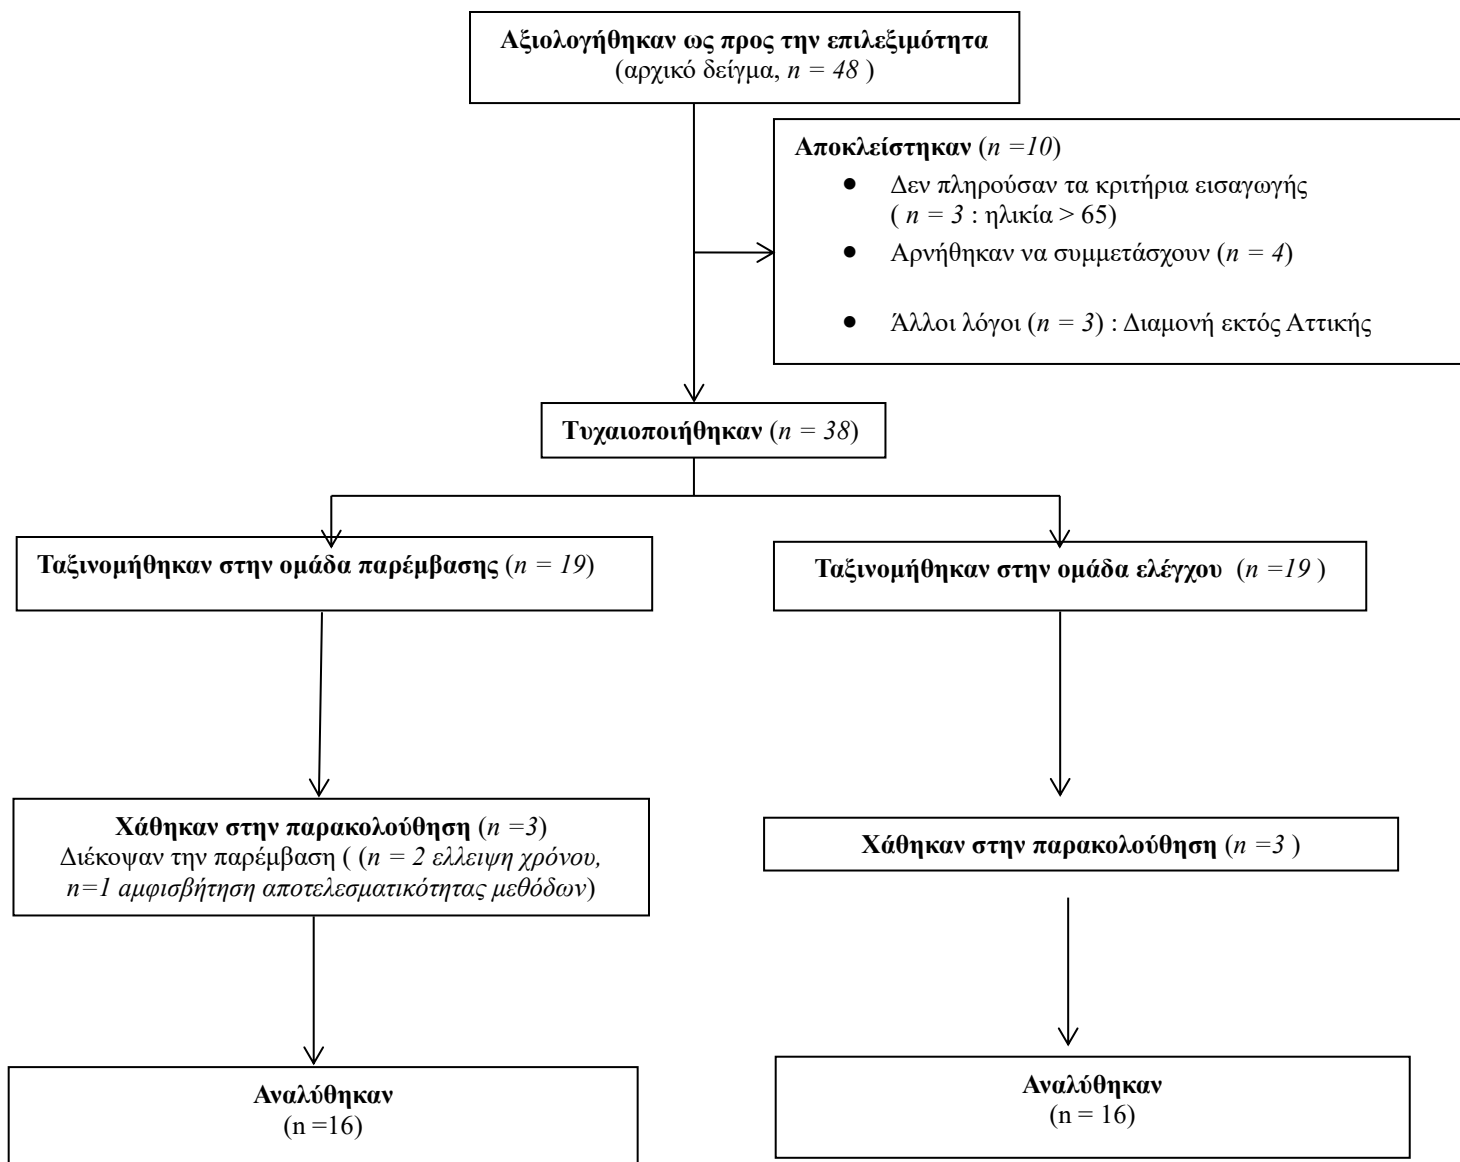 Αξιολογήθηκαν ως προς την επιλεξιμότητα
(αρχικό δείγμα, n = 48 )
Αποκλείστηκαν (n =10)
● Δεν πληρούσαν τα κριτήρια εισαγωγής
( n = 3 : ηλικία > 65)
● Αρνήθηκαν να συμμετάσχουν (n = 4)
● Άλλοι λόγοι (n = 3) : Διαμονή εκτός Αττικής
Τυχαιοποιήθηκαν (n = 38)
Ταξινομήθηκαν στην ομάδα παρέμβασης (n = 19)
Ταξινομήθηκαν στην ομάδα ελέγχου (n =19 )
Χάθηκαν στην παρακολούθηση (n =3)
Διέκοψαν την παρέμβαση ( (n = 2 ελλειψη χρόνου,
n=1 αμφισβήτηση αποτελεσματικότητας μεθόδων)
Χάθηκαν στην παρακολούθηση (n =3 )
Αναλύθηκαν
(n =16)
Αναλύθηκαν
(n = 16)